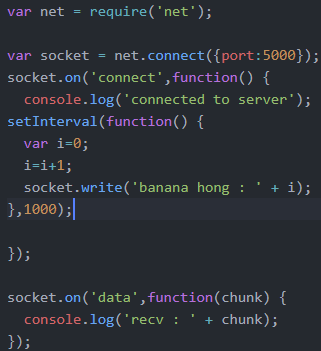 var net = require('net');

var socket = net.connect({port:5000});
socket.on('connect',function() {
  console.log('connected to server');
setInterval(function() {
  var i=0;
  i=i+1;
  socket.write('banana hong : ' + i);
},1000);

});

socket.on('data',function(chunk) {
  console.log('recv : ' + chunk);
});